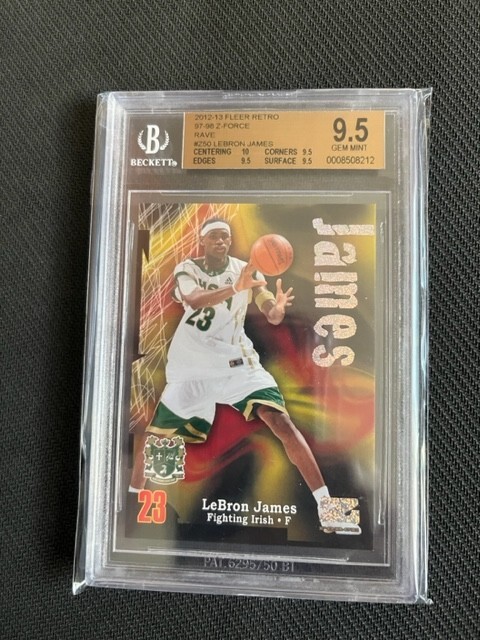 2012-13 FLEER RETRO
97-98 Z-FORCE
RAVE
#Z50 LEBRON JAMES
CENTERING 10 CORNERS 9.5
EDGES 9.5 SURFACE 9.5
9.5
GEM MINT
0008508212
B
BECKETT
James
23
23
LeBron James
Fighting Irish • F